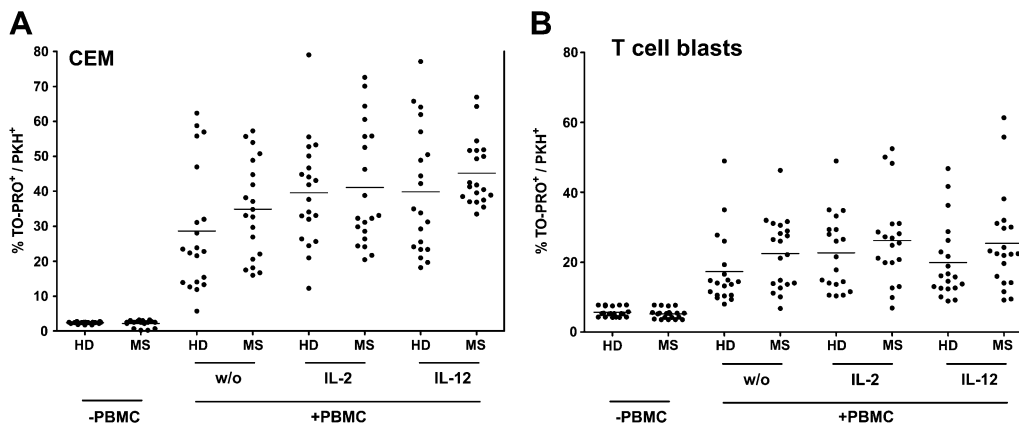 A
CEM
% TO-PRO⁺ / PKH⁺
80
70
60
50
40
30
20
10
0
HD MS HD MS HD MS HD MS
w/o IL-2 IL-12
-PBMC +PBMC
B
T cell blasts
% TO-PRO⁺ / PKH⁺
80
60
40
20
0
HD MS HD MS HD MS HD MS
w/o IL-2 IL-12
-PBMC +PBMC